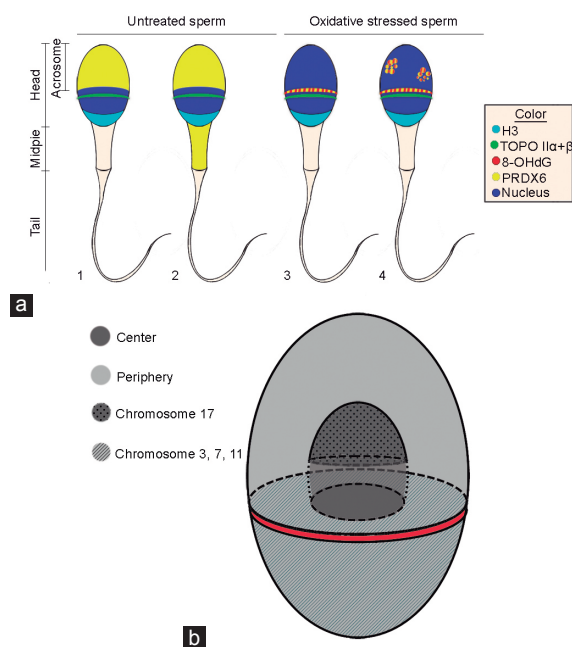 Untreated sperm
Oxidative stressed sperm
Head
Acrosome
Midpie
Tail
1
2
3
4
Color
H3
TOPO IIα+β
8-OHdG
PRDX6
Nucleus
a
Center
Periphery
Chromosome 17
Chromosome 3, 7, 11
b